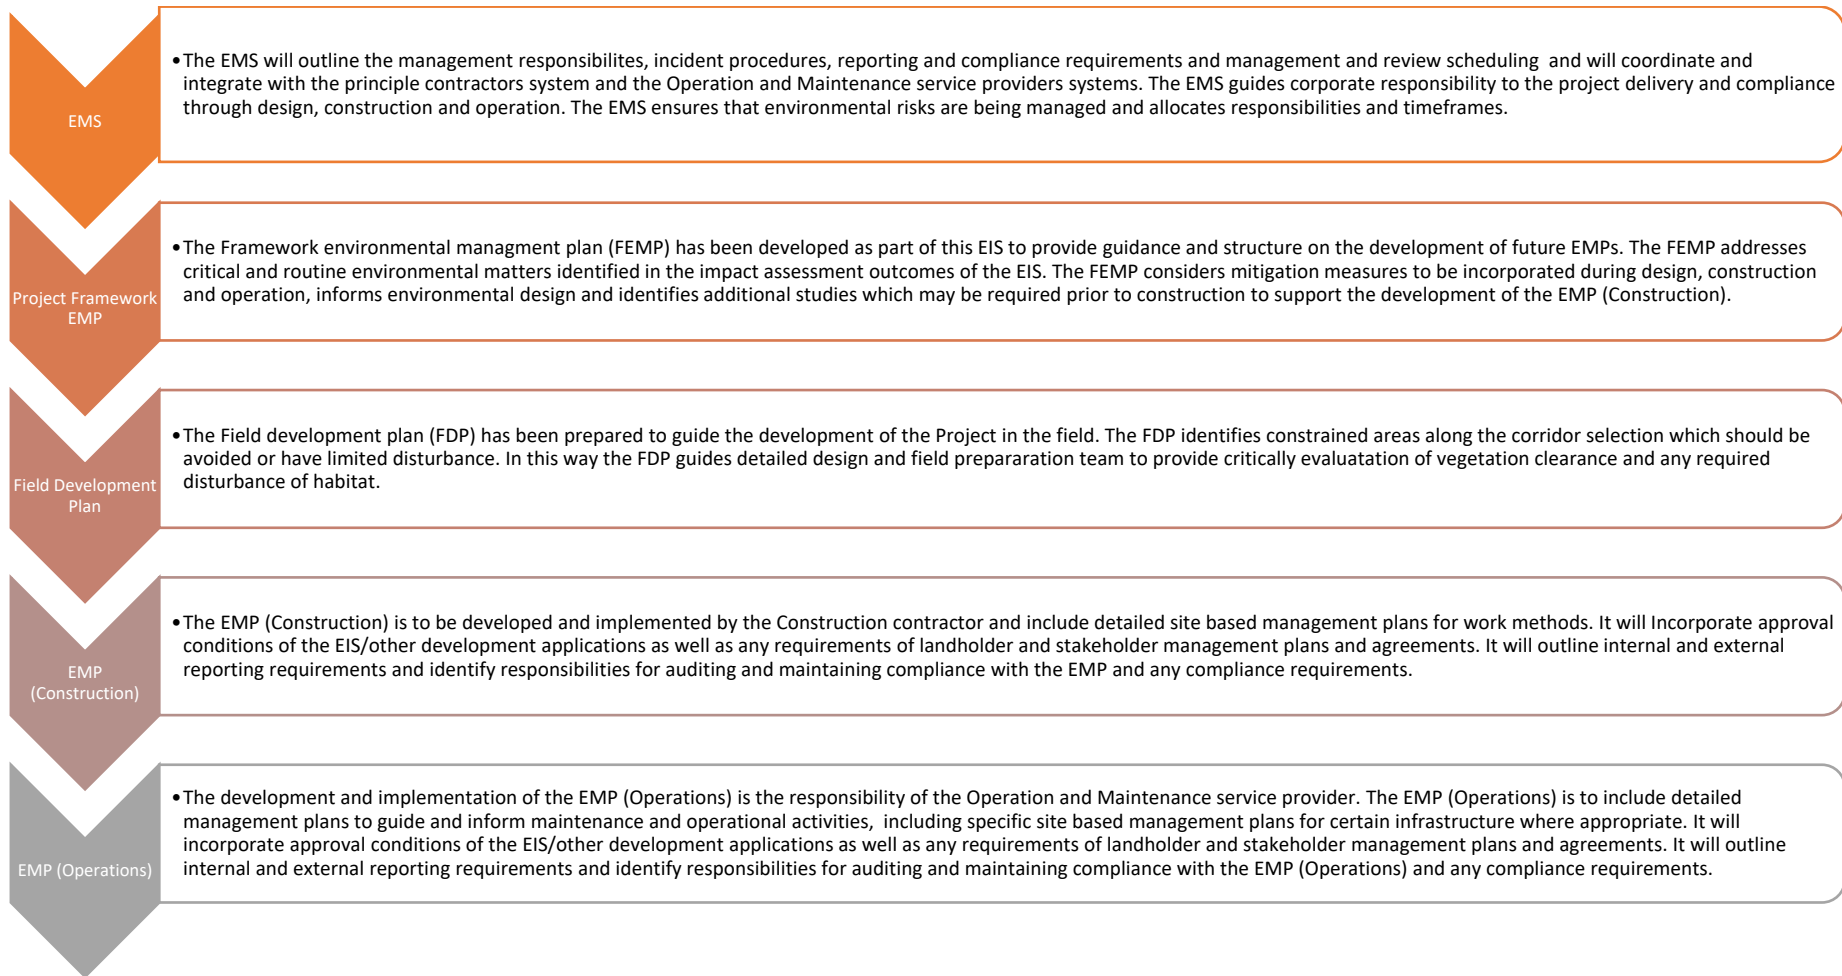 EMS
•The EMS will outline the management responsibilites, incident procedures, reporting and compliance requirements and management and review scheduling  and will coordinate and
integrate with the principle contractors system and the Operation and Maintenance service providers systems. The EMS guides corporate responsibility to the project delivery and compliance
through design, construction and operation. The EMS ensures that environmental risks are being managed and allocates responsibilities and timeframes.
Project Framework
EMP
•The Framework environmental managment plan (FEMP) has been developed as part of this EIS to provide guidance and structure on the development of future EMPs. The FEMP addresses
critical and routine environmental matters identified in the impact assessment outcomes of the EIS. The FEMP considers mitigation measures to be incorporated during design, construction
and operation, informs environmental design and identifies additional studies which may be required prior to construction to support the development of the EMP (Construction).
Field Development
Plan
•The Field development plan (FDP) has been prepared to guide the development of the Project in the field. The FDP identifies constrained areas along the corridor selection which should be
avoided or have limited disturbance. In this way the FDP guides detailed design and field prepararation team to provide critically evaluatation of vegetation clearance and any required
disturbance of habitat.
EMP
(Construction)
•The EMP (Construction) is to be developed and implemented by the Construction contractor and include detailed site based management plans for work methods. It will Incorporate approval
conditions of the EIS/other development applications as well as any requirements of landholder and stakeholder management plans and agreements. It will outline internal and external
reporting requirements and identify responsibilities for auditing and maintaining compliance with the EMP and any compliance requirements.
EMP (Operations)
•The development and implementation of the EMP (Operations) is the responsibility of the Operation and Maintenance service provider. The EMP (Operations) is to include detailed
management plans to guide and inform maintenance and operational activities,  including specific site based management plans for certain infrastructure where appropriate. It will
incorporate approval conditions of the EIS/other development applications as well as any requirements of landholder and stakeholder management plans and agreements. It will outline
internal and external reporting requirements and identify responsibilities for auditing and maintaining compliance with the EMP (Operations) and any compliance requirements.